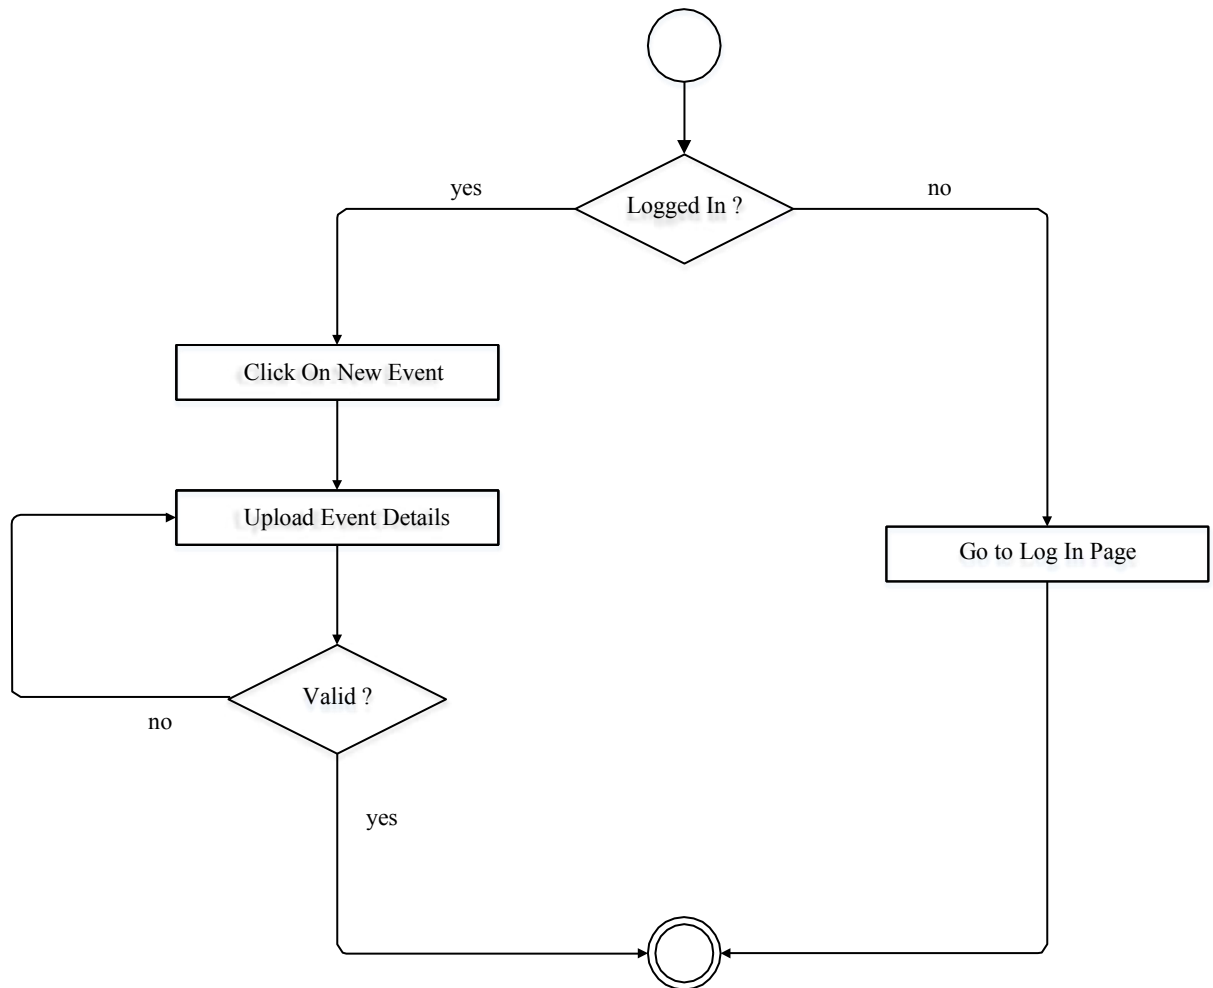 yes
no
Logged In ?
Click On New Event
Upload Event Details
Go to Log In Page
Valid ?
no
yes